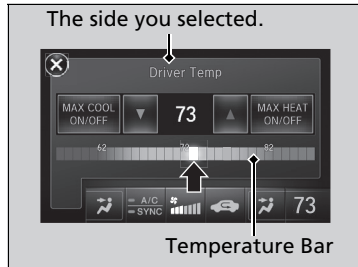 The side you selected.
Driver Temp
MAX COOL
ON/OFF
73
MAX HEAT
ON/OFF
62 72 82
A/C
SYNC
73
Temperature Bar